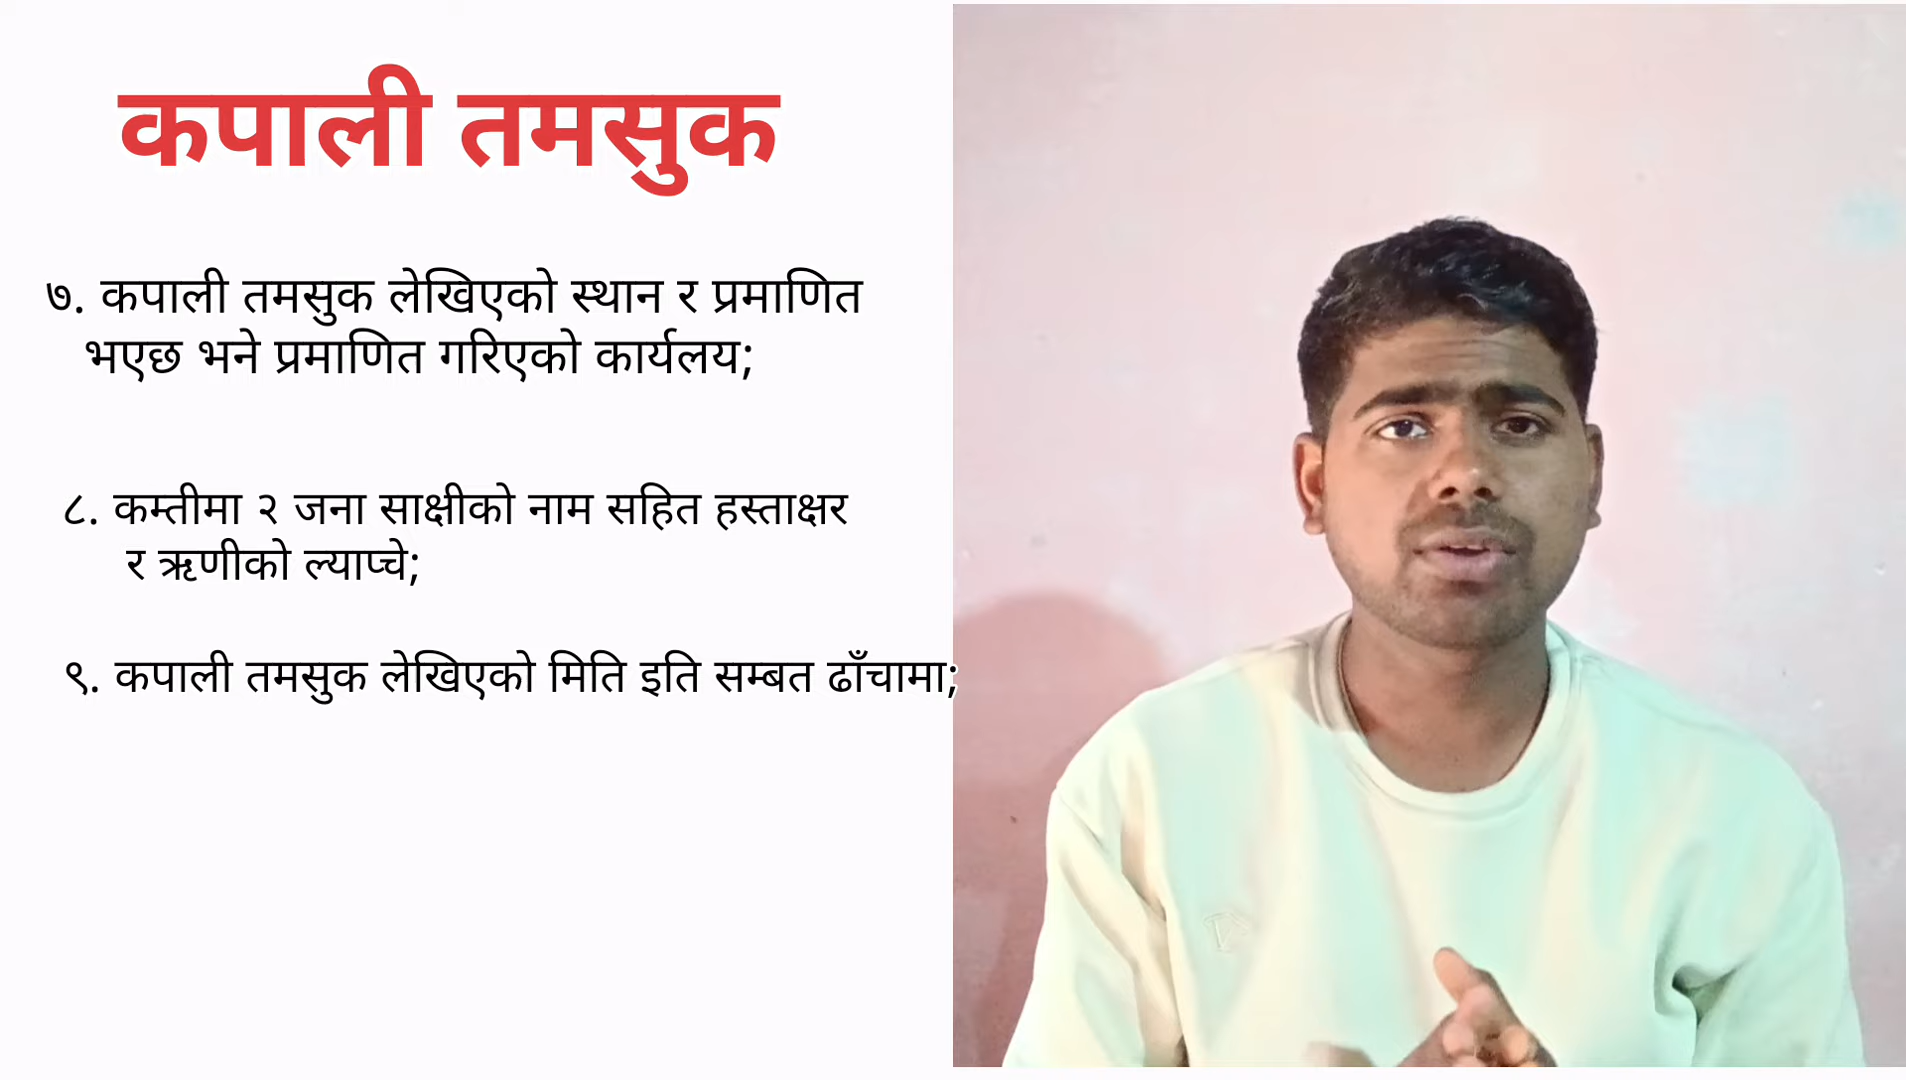 कपाली तमसुक
७. कपाली तमसुक लेखिएको स्थान र प्रमाणित
भएछ भने प्रमाणित गरिएको कार्यलय;
८. कम्तीमा २ जना साक्षीको नाम सहित हस्ताक्षर
र ऋणीको ल्याप्चे;
९. कपाली तमसुक लेखिएको मिति इति सम्बत ढाँचामा;